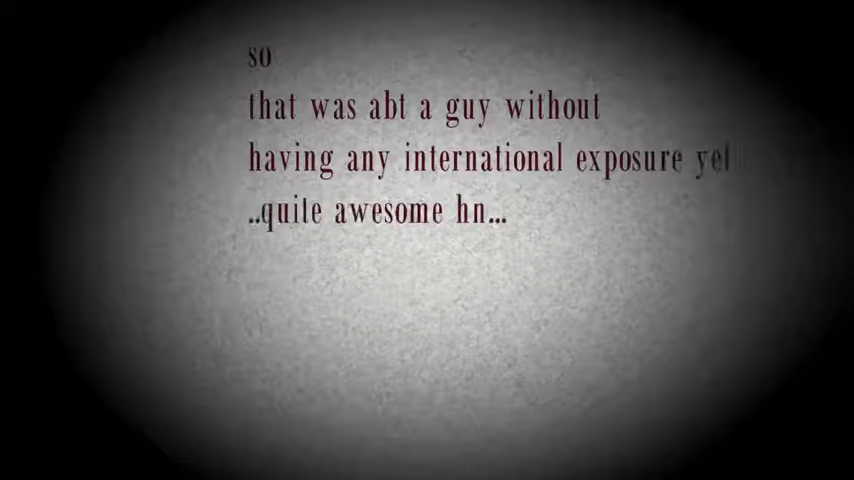 so
that was abt a guy without
having any international exposure yet
..quite awesome hn...